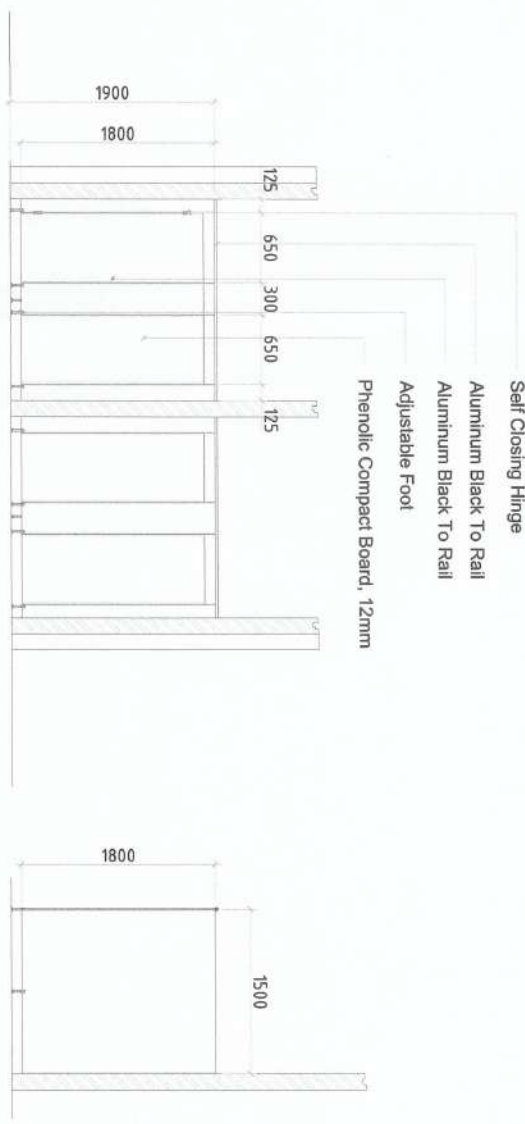 Self Closing Hinge
Aluminum Black To Rail
Aluminum Black To Rail
Adjustable Foot
Phenolic Compact Board, 12mm
125
650
300
650
125
1900
1800
1800
1500